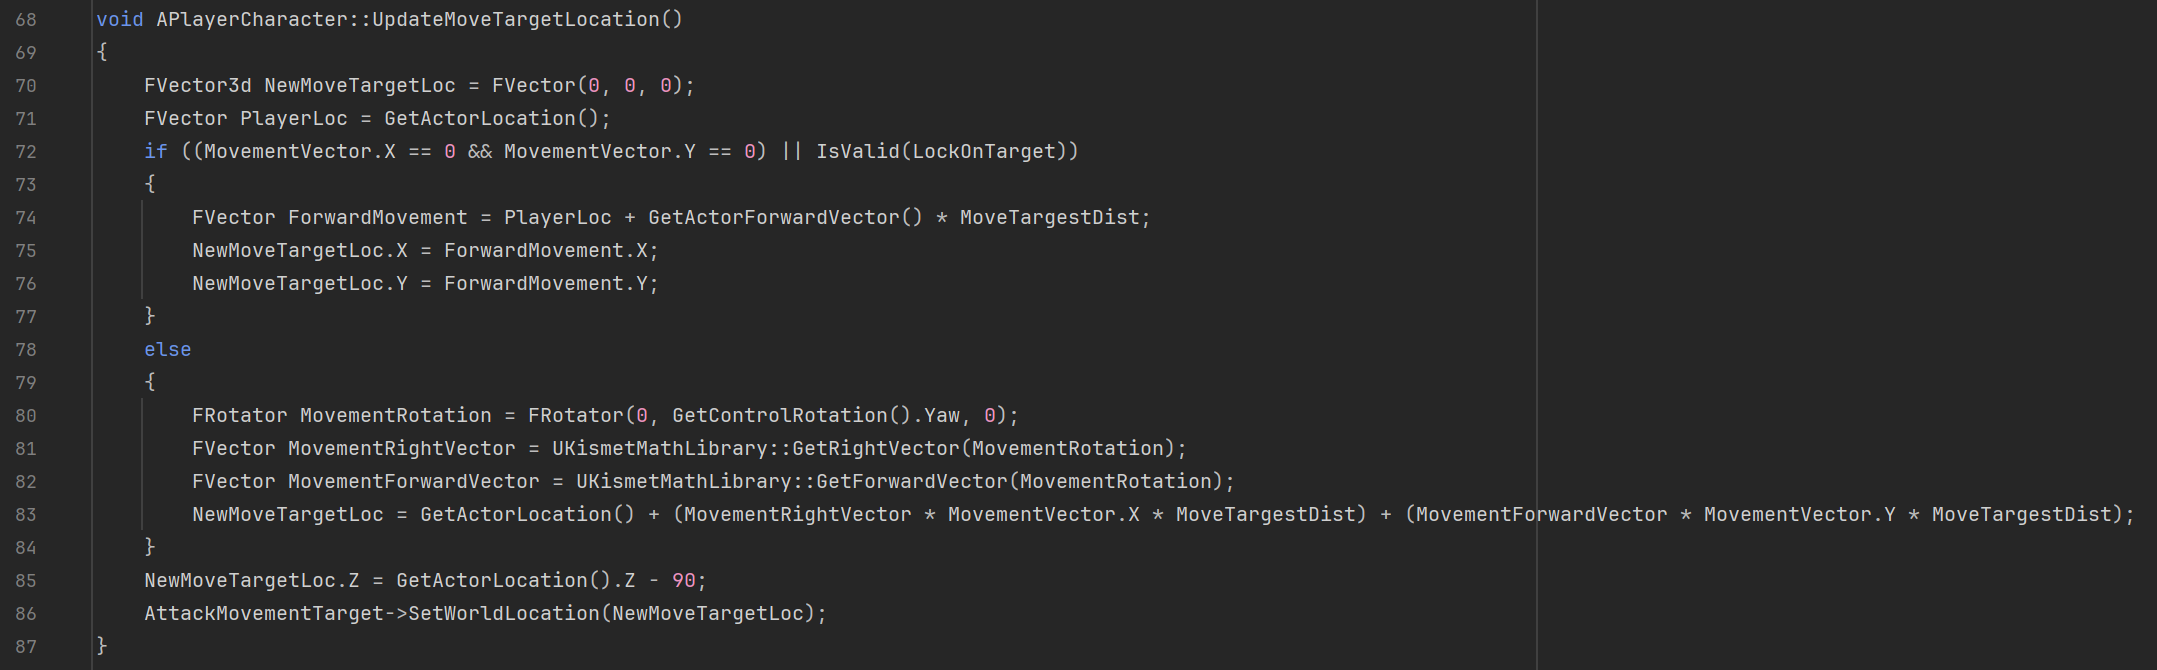 68 void APlayerCharacter::UpdateMoveTargetLocation()
69 {
70     FVector3d NewMoveTargetLoc = FVector(0, 0, 0);
71     FVector PlayerLoc = GetActorLocation();
72     if ((MovementVector.X == 0 && MovementVector.Y == 0) || IsValid(LockOnTarget))
73     {
74         FVector ForwardMovement = PlayerLoc + GetActorForwardVector() * MoveTargestDist;
75         NewMoveTargetLoc.X = ForwardMovement.X;
76         NewMoveTargetLoc.Y = ForwardMovement.Y;
77     }
78     else
79     {
80         FRotator MovementRotation = FRotator(0, GetControlRotation().Yaw, 0);
81         FVector MovementRightVector = UKismetMathLibrary::GetRightVector(MovementRotation);
82         FVector MovementForwardVector = UKismetMathLibrary::GetForwardVector(MovementRotation);
83         NewMoveTargetLoc = GetActorLocation() + (MovementRightVector * MovementVector.X * MoveTargestDist) + (MovementForwardVector * MovementVector.Y * MoveTargestDist);
84     }
85     NewMoveTargetLoc.Z = GetActorLocation().Z - 90;
86     AttackMovementTarget->SetWorldLocation(NewMoveTargetLoc);
87 }